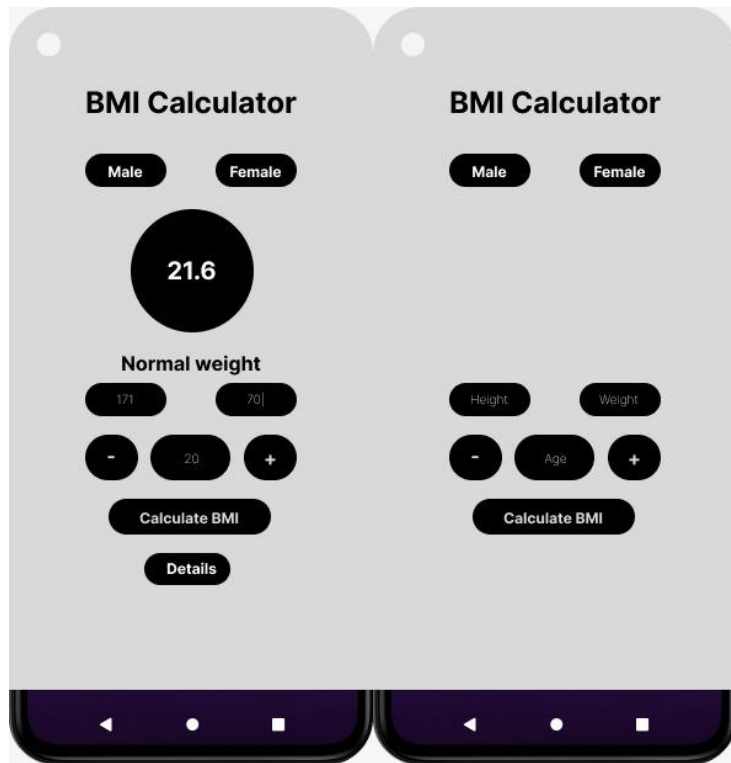 BMI Calculator
Male Female
21.6
Normal weight
171 70
- 20 +
Calculate BMI
Details
BMI Calculator
Male Female
Height Weight
- Age +
Calculate BMI